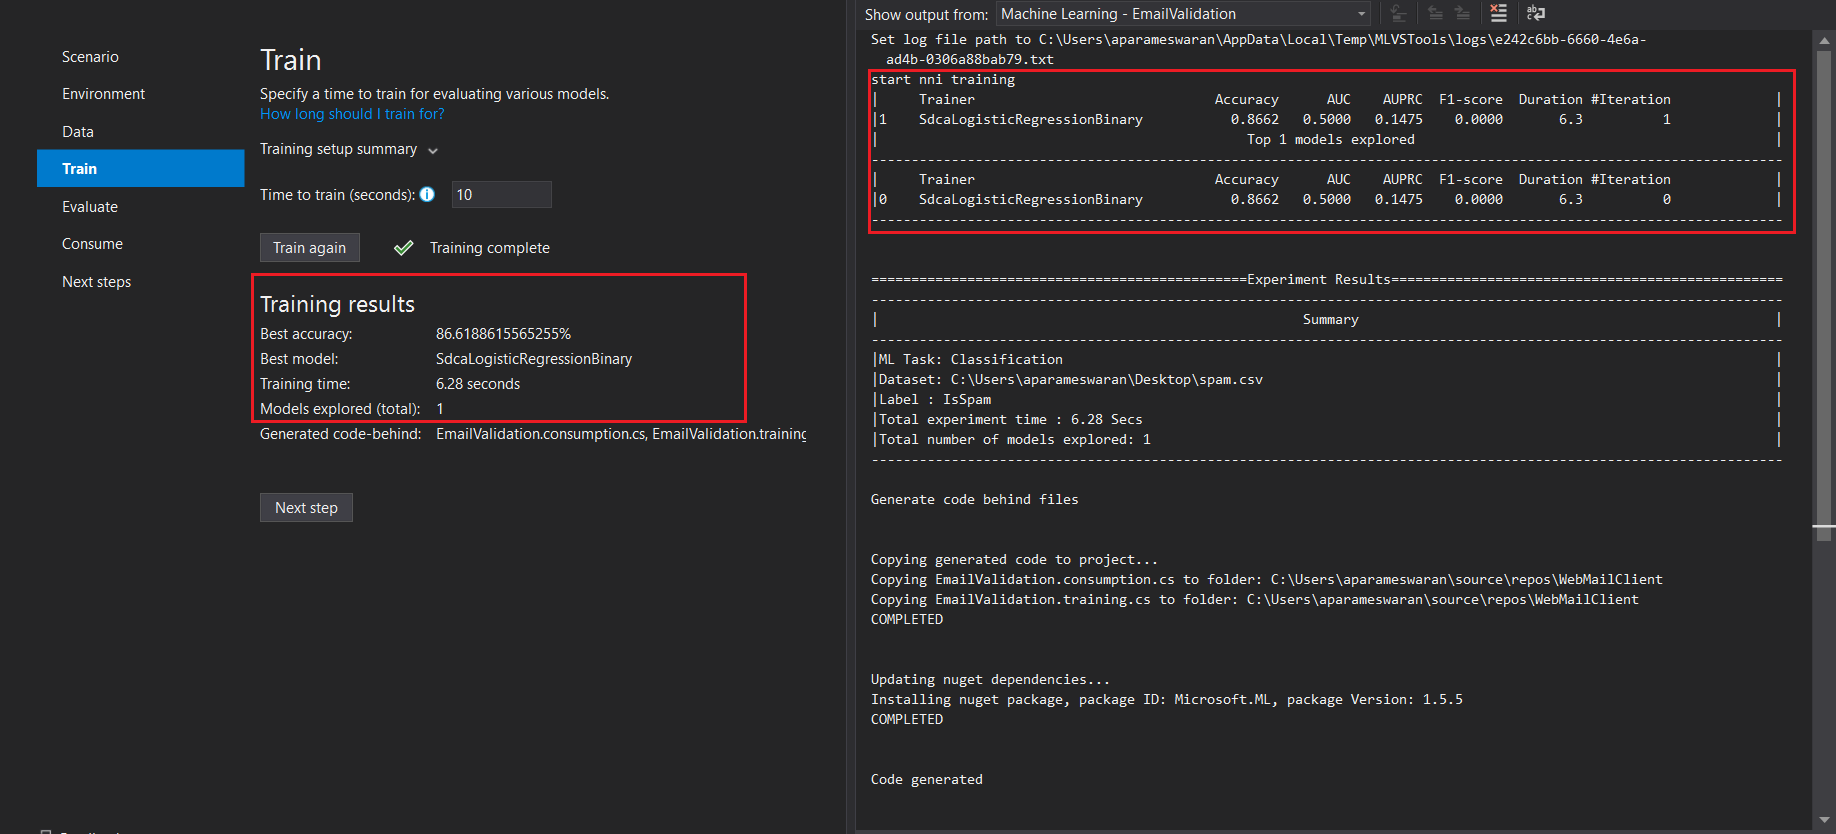 Scenario
Environment
Data
Train
Evaluate
Consume
Next steps
Train
Specify a time to train for evaluating various models.
How long should I train for?
Training setup summary
Time to train (seconds): 10
Train again Training complete
Training results
Best accuracy: 86.6188615565255%
Best model: SdcaLogisticRegressionBinary
Training time: 6.28 seconds
Models explored (total): 1
Generated code-behind: EmailValidation.consumption.cs, EmailValidation.training
Next step
Show output from: Machine Learning - EmailValidation
Set log file path to C:\Users\aparameswaran\AppData\Local\Temp\MLVSTools\logs\e242c6bb-6660-4e6a-
ad4b-0306a88bab79.txt
start nni training
| Trainer Accuracy AUC AUPRC F1-score Duration #Iteration |
|1 SdcaLogisticRegressionBinary 0.8662 0.5000 0.1475 0.0000 6.3 1 |
| Top 1 models explored |
------------------------------------------------------------------------------------------------------------------
| Trainer Accuracy AUC AUPRC F1-score Duration #Iteration |
|0 SdcaLogisticRegressionBinary 0.8662 0.5000 0.1475 0.0000 6.3 0 |
------------------------------------------------------------------------------------------------------------------
===============================================Experiment Results=================================================
------------------------------------------------------------------------------------------------------------------
| Summary |
------------------------------------------------------------------------------------------------------------------
|ML Task: Classification |
|Dataset: C:\Users\aparameswaran\Desktop\spam.csv |
|Label : IsSpam |
|Total experiment time : 6.28 Secs |
|Total number of models explored: 1 |
------------------------------------------------------------------------------------------------------------------
Generate code behind files
Copying generated code to project...
Copying EmailValidation.consumption.cs to folder: C:\Users\aparameswaran\source\repos\WebMailClient
Copying EmailValidation.training.cs to folder: C:\Users\aparameswaran\source\repos\WebMailClient
COMPLETED
Updating nuget dependencies...
Installing nuget package, package ID: Microsoft.ML, package Version: 1.5.5
COMPLETED
Code generated